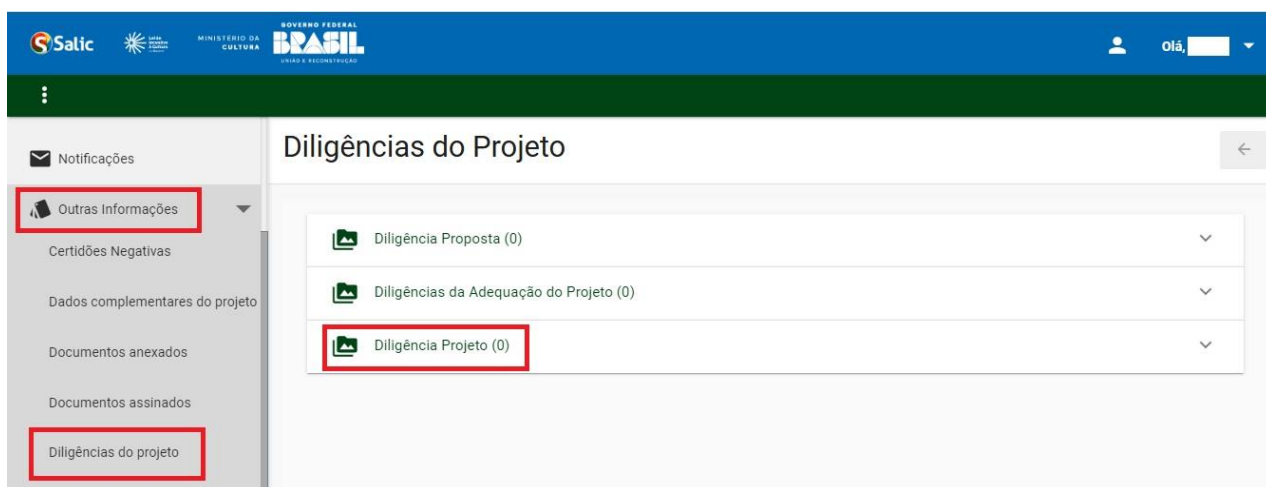 GOVERNO FEDERAL
Salic
MINISTÉRIO DA
CULTURA
BRASIL
UNIÃO E RECONSTRUÇÃO
Olá,
Notificações
Diligências do Projeto
Outras Informações
Certidões Negativas
Diligência Proposta (0)
Dados complementares do projeto
Diligências da Adequação do Projeto (0)
Documentos anexados
Diligência Projeto (0)
Documentos assinados
Diligências do projeto